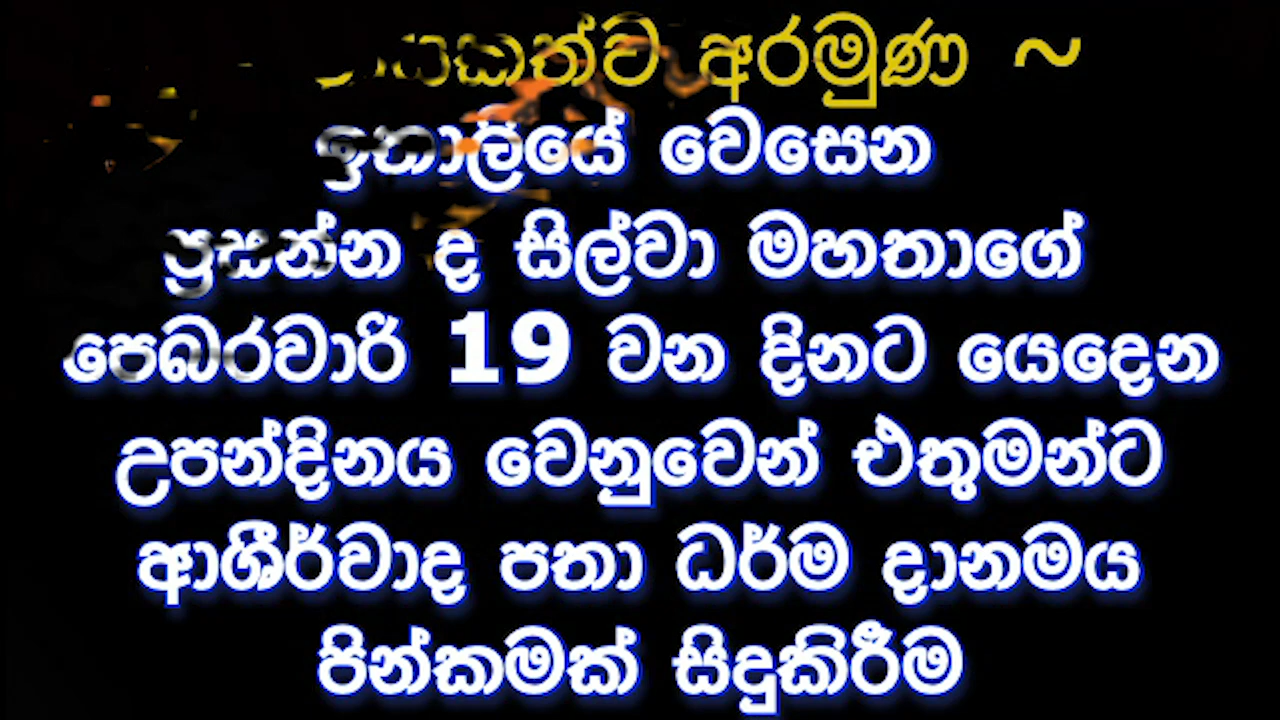 අරමුණ ~
ඉතාලියේ වෙසෙන
ප්‍රසන්න ද සිල්වා මහතාගේ
පෙබරවාරි 19 වන දිනට යෙදෙන
උපන්දිනය වෙනුවෙන් එතුමන්ට
ආශීර්වාද පතා ධර්ම දානමය
පින්කමක් සිදුකිරීම